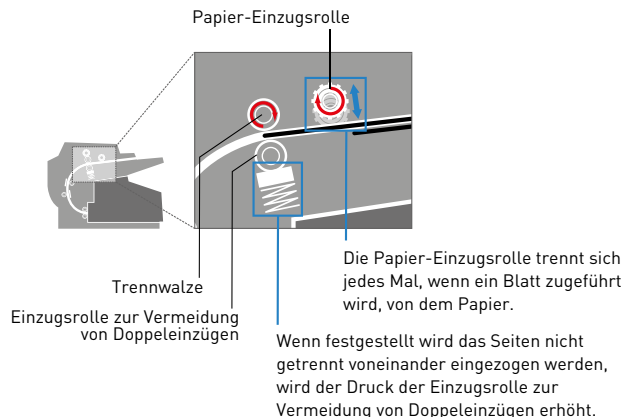 Papier-Einzugsrolle
Die Papier-Einzugsrolle trennt sich
jedes Mal, wenn ein Blatt zugeführt
wird, von dem Papier.
Trennwalze
Einzugsrolle zur Vermeidung
von Doppeleinzügen
Wenn festgestellt wird das Seiten nicht
getrennt voneinander eingezogen werden,
wird der Druck der Einzugsrolle zur
Vermeidung von Doppeleinzügen erhöht.